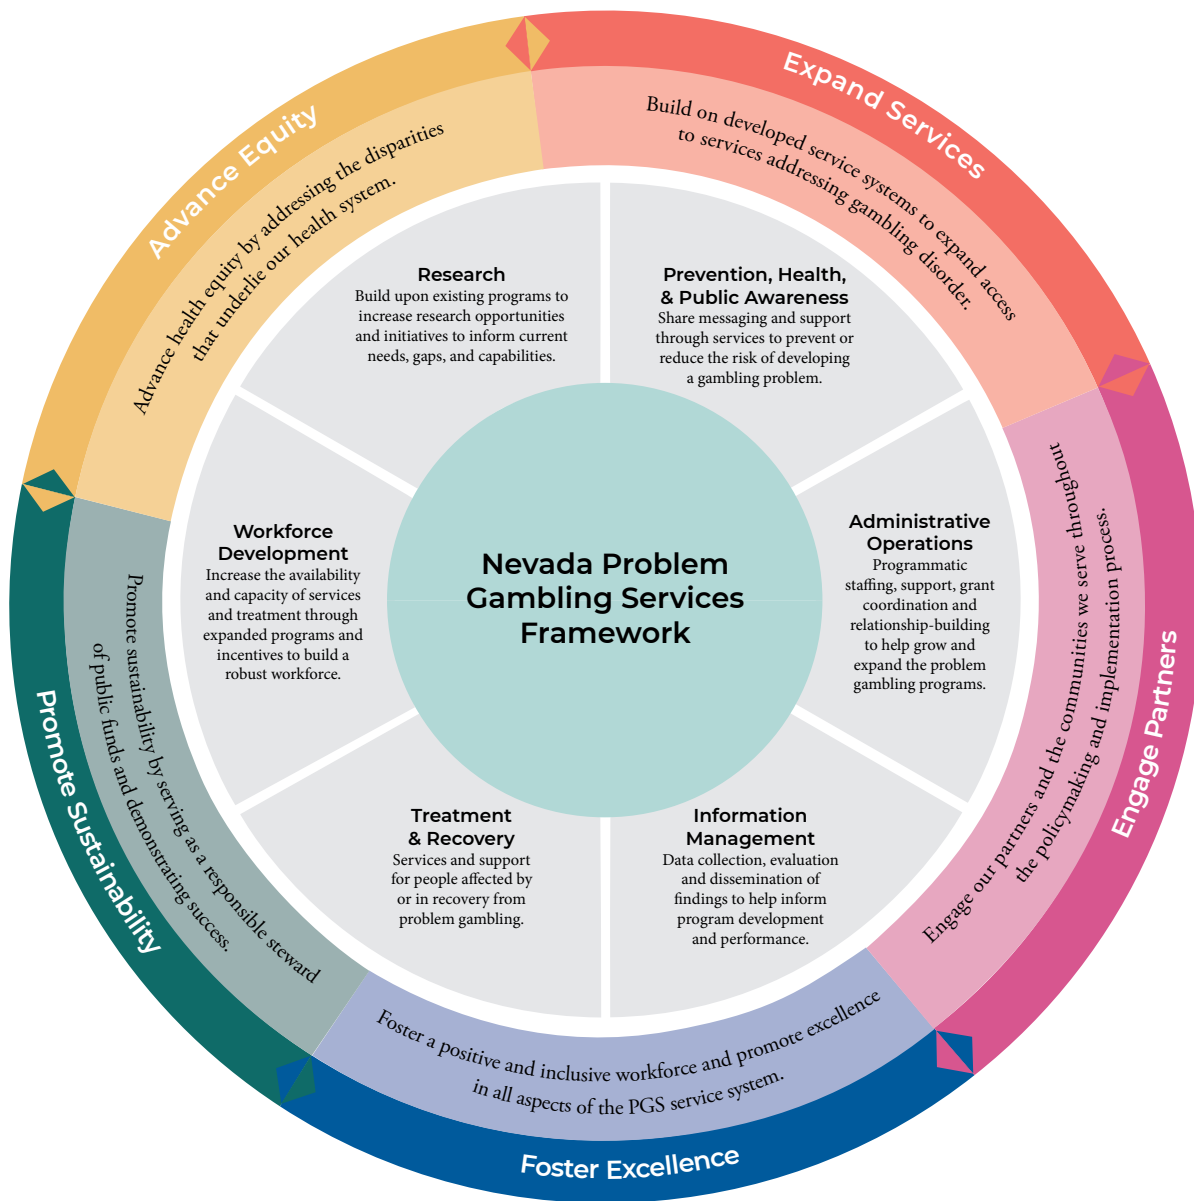 Expand Services
Build on developed service systems to expand access
to services addressing gambling disorder.
Engage Partners
Engage our partners and the communities we serve throughout
the policymaking and implementation process.
Foster Excellence
Foster a positive and inclusive workforce and promote excellence
in all aspects of the PGS service system.
Promote Sustainability
Promote sustainability by serving as a responsible steward
of public funds and demonstrating success.
Advance Equity
Advance health equity by addressing the disparities
that underlie our health system.
Research
Build upon existing programs to
increase research opportunities
and initiatives to inform current
needs, gaps, and capabilities.
Prevention, Health,
& Public Awareness
Share messaging and support
through services to prevent or
reduce the risk of developing
a gambling problem.
Administrative
Operations
Programmatic
staffing, support, grant
coordination and
relationship-building
to help grow and
expand the problem
gambling programs.
Information
Management
Data collection, evaluation
and dissemination of
findings to help inform
program development
and performance.
Treatment
& Recovery
Services and support
for people affected by
or in recovery from
problem gambling.
Workforce
Development
Increase the availability
and capacity of services
and treatment through
expanded programs and
incentives to build a
robust workforce.
Nevada Problem
Gambling Services
Framework